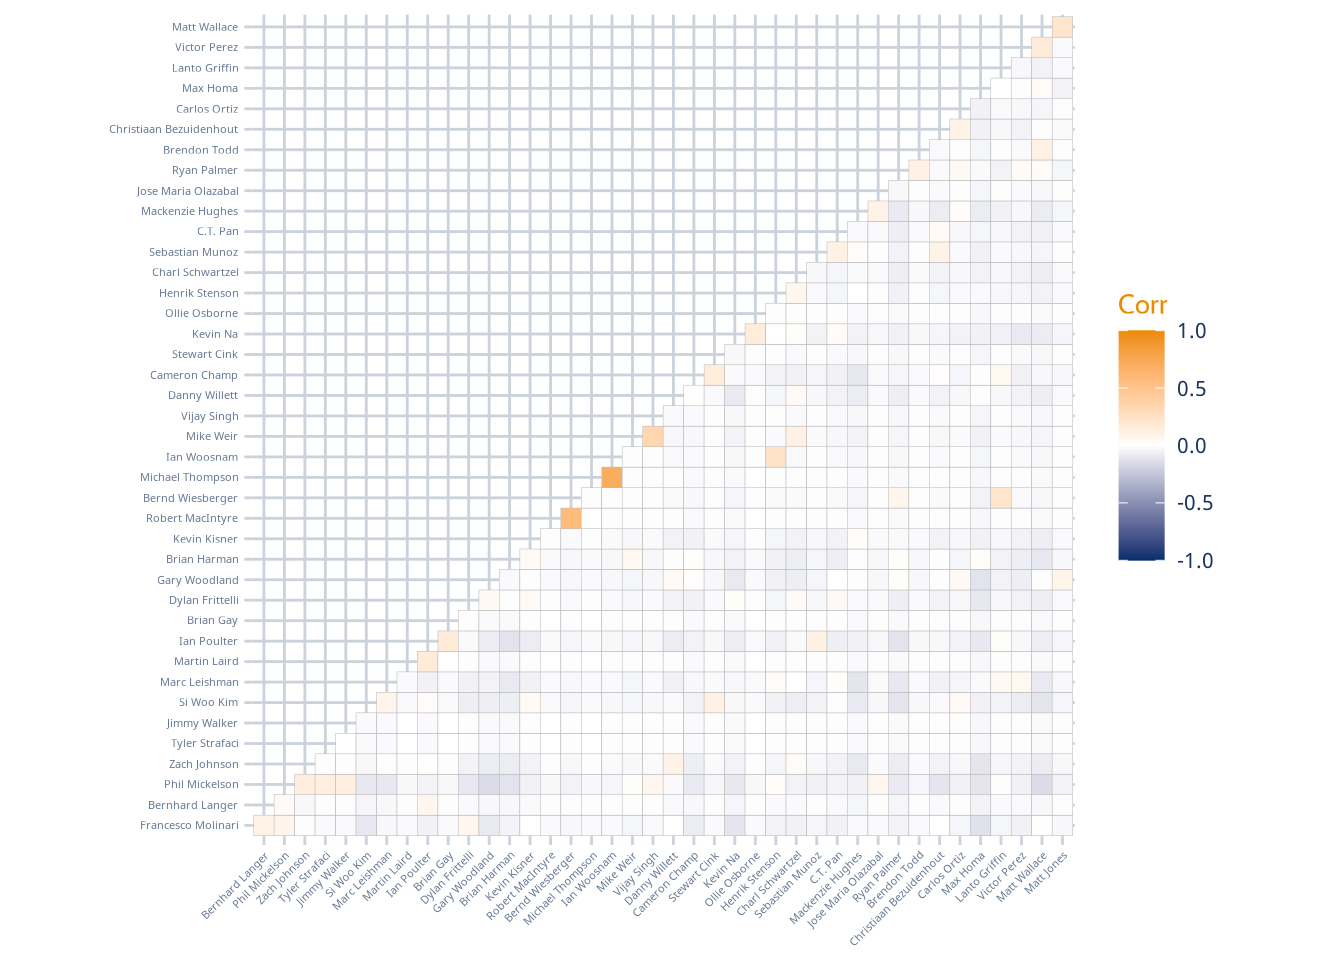 Matt Wallace
Victor Perez
Lanto Griffin
Max Homa
Carlos Ortiz
Christiaan Bezuidenhout
Brendon Todd
Ryan Palmer
Jose Maria Olazabal
Mackenzie Hughes
C.T. Pan
Sebastian Munoz
Charl Schwartzel
Henrik Stenson
Ollie Osborne
Kevin Na
Stewart Cink
Cameron Champ
Danny Willett
Vijay Singh
Mike Weir
Ian Woosnam
Michael Thompson
Bernd Wiesberger
Robert MacIntyre
Kevin Kisner
Brian Harman
Gary Woodland
Dylan Frittelli
Brian Gay
Ian Poulter
Martin Laird
Marc Leishman
Si Woo Kim
Jimmy Walker
Tyler Strafaci
Zach Johnson
Phil Mickelson
Bernhard Langer
Francesco Molinari
Bernhard Langer
Phil Mickelson
Zach Johnson
Tyler Strafaci
Jimmy Walker
Si Woo Kim
Marc Leishman
Martin Laird
Ian Poulter
Brian Gay
Dylan Frittelli
Gary Woodland
Brian Harman
Kevin Kisner
Robert MacIntyre
Bernd Wiesberger
Michael Thompson
Ian Woosnam
Mike Weir
Vijay Singh
Danny Willett
Cameron Champ
Stewart Cink
Kevin Na
Ollie Osborne
Henrik Stenson
Charl Schwartzel
Sebastian Munoz
C.T. Pan
Mackenzie Hughes
Jose Maria Olazabal
Ryan Palmer
Brendon Todd
Christiaan Bezuidenhout
Carlos Ortiz
Max Homa
Lanto Griffin
Victor Perez
Matt Wallace
Matt Jones
Corr
1.0
0.5
0.0
-0.5
-1.0